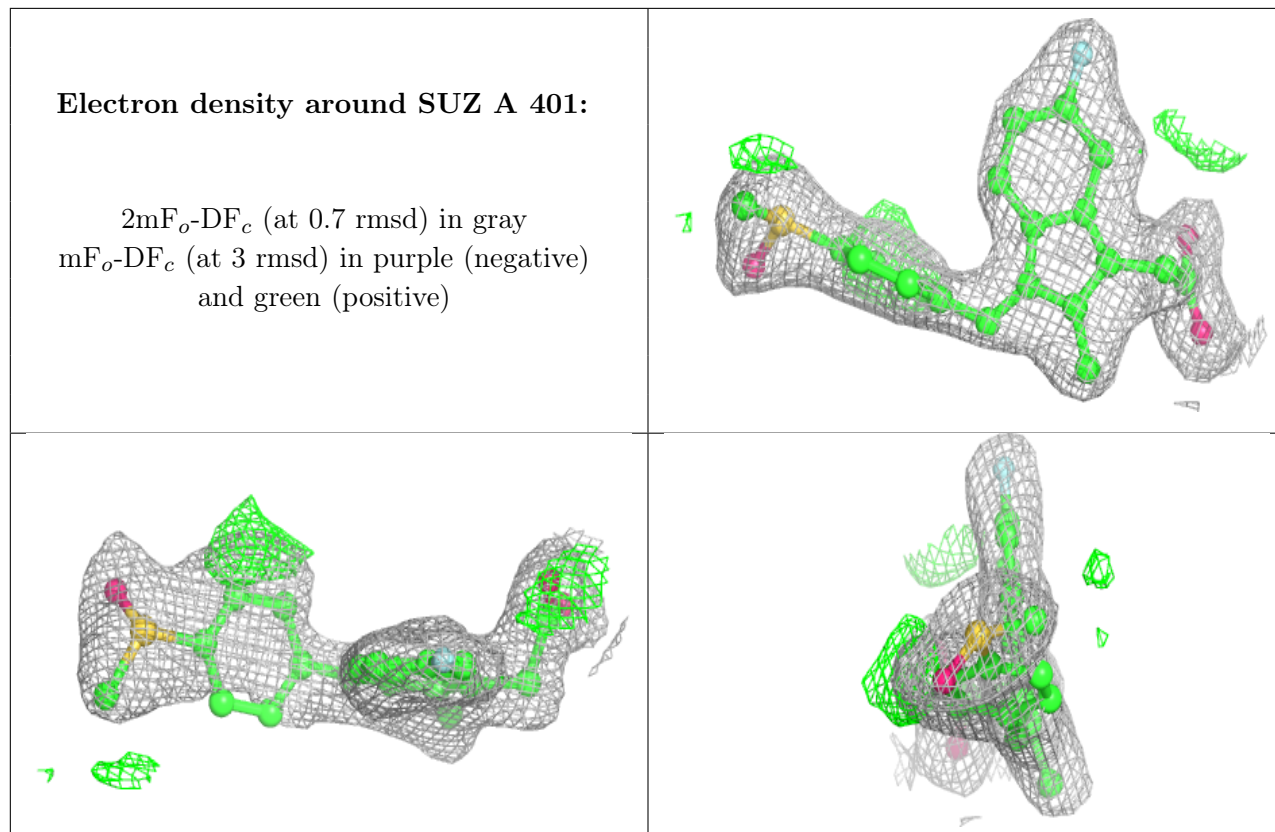 Electron density around SUZ A 401:
2mFo-DFc (at 0.7 rmsd) in gray
mFo-DFc (at 3 rmsd) in purple (negative)
and green (positive)